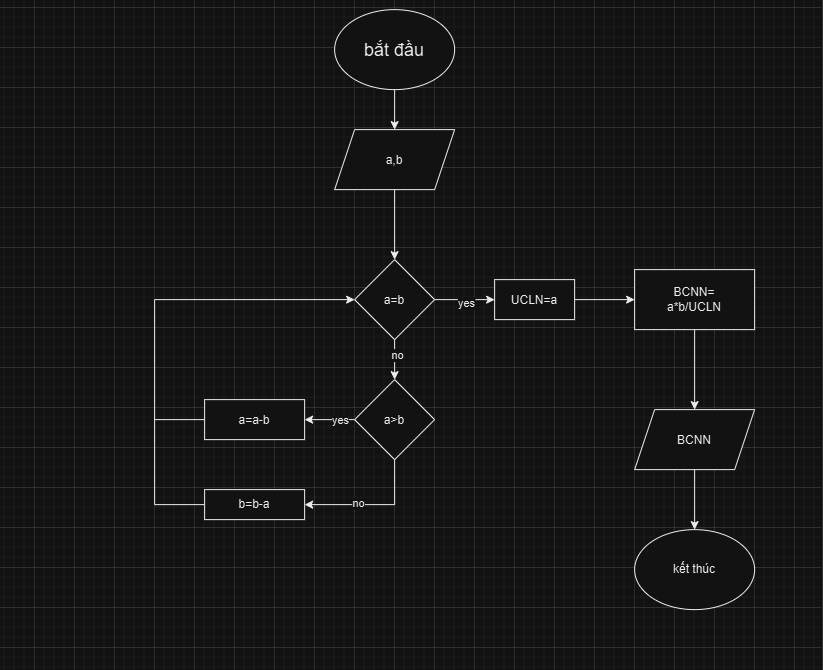 bắt đầu
a,b
a=b
yes
UCLN=a
BCNN=
a*b/UCLN
no
a>b
yes
a=a-b
no
b=b-a
BCNN
kết thúc